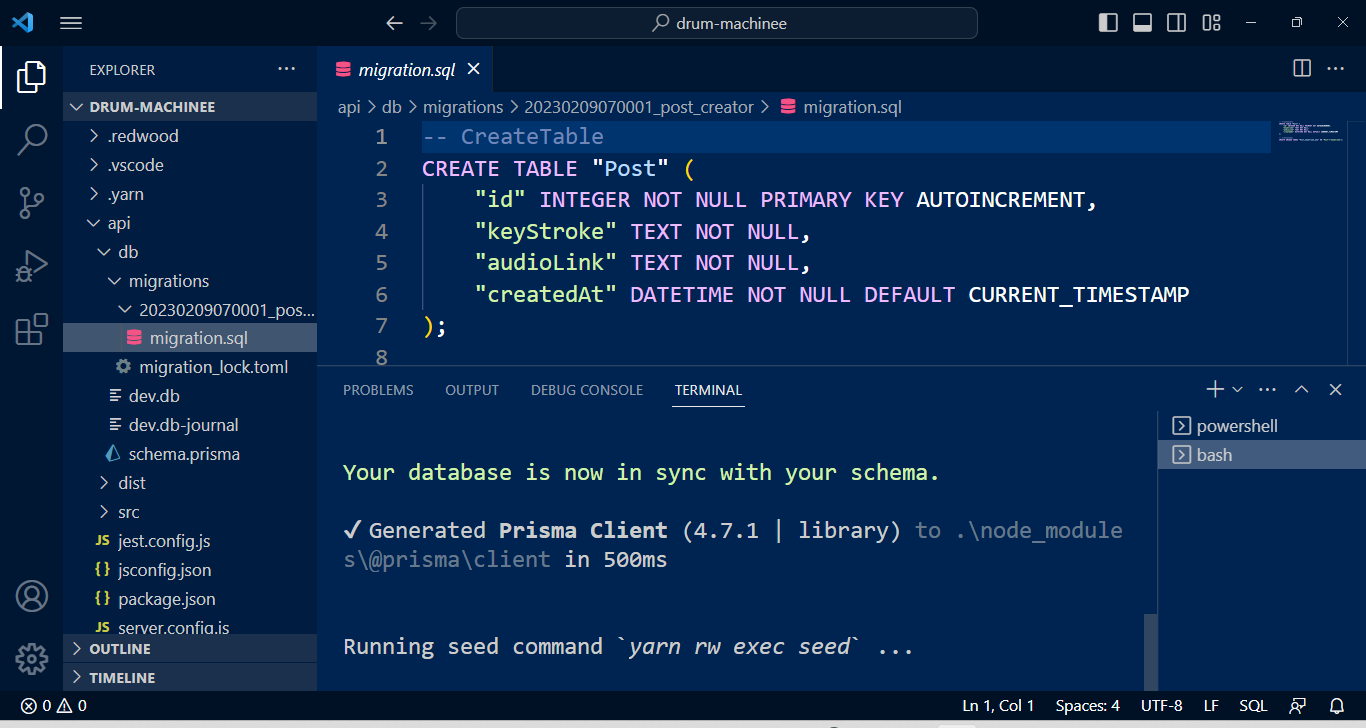 drum-machinee
EXPLORER
DRUM-MACHINEE
.redwood
.vscode
.yarn
api
db
migrations
20230209070001_pos...
migration.sql
migration_lock.toml
dev.db
dev.db-journal
schema.prisma
dist
src
JS jest.config.js
{} jsconfig.json
{} package.json
JS server.config.js
OUTLINE
TIMELINE
migration.sql
api > db > migrations > 20230209070001_post_creator > migration.sql
1 -- CreateTable
2 CREATE TABLE "Post" (
3 "id" INTEGER NOT NULL PRIMARY KEY AUTOINCREMENT,
4 "keyStroke" TEXT NOT NULL,
5 "audioLink" TEXT NOT NULL,
6 "createdAt" DATETIME NOT NULL DEFAULT CURRENT_TIMESTAMP
7 );
8
PROBLEMS OUTPUT DEBUG CONSOLE TERMINAL
Your database is now in sync with your schema.
✔ Generated Prisma Client (4.7.1 | library) to .\node_module
s\@prisma\client in 500ms
Running seed command `yarn rw exec seed` ...
powershell
bash
0 0
Ln 1, Col 1 Spaces: 4 UTF-8 LF SQL